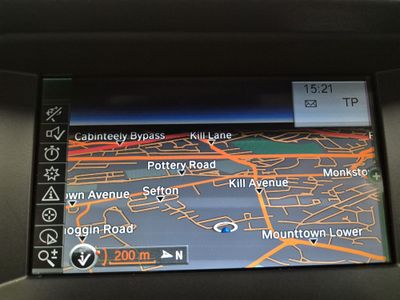 15:21
TP
Cabinteely Bypass Kill Lane
Pottery Road
Monksto
Kill Avenue
wn Avenue Sefton
noggin Road
Mounttown Lower
200 m N